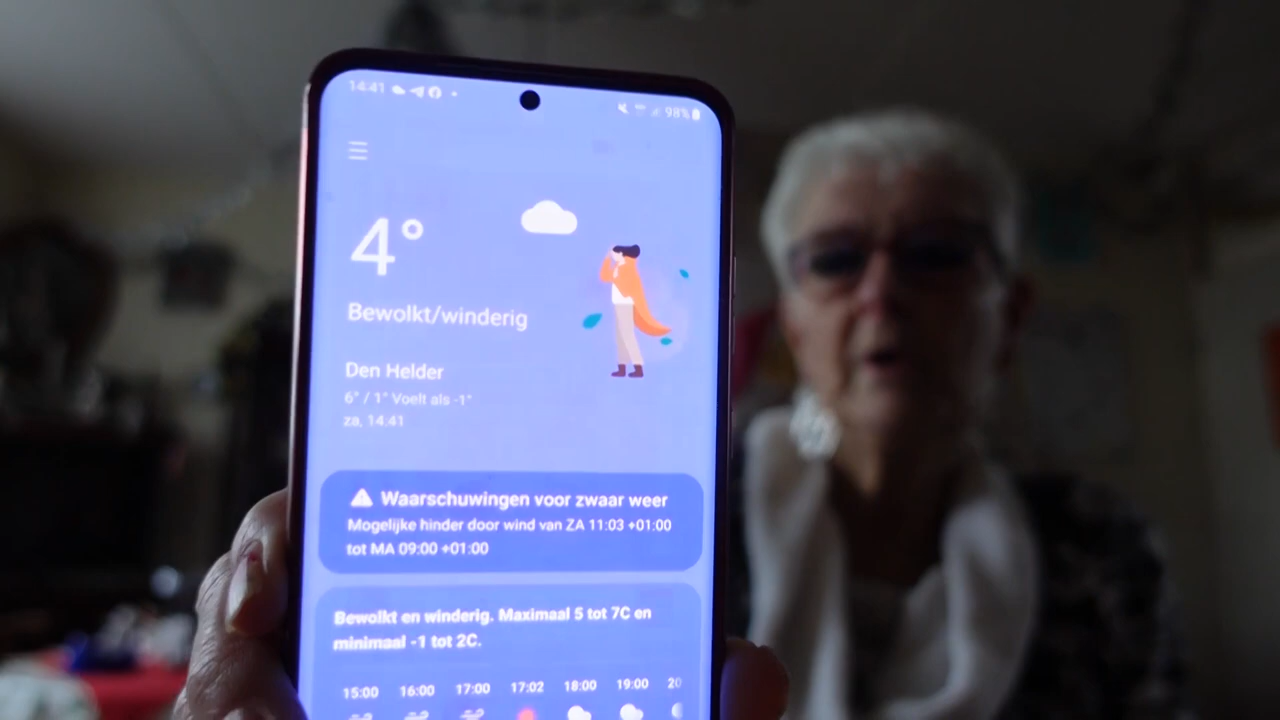 14:41
98%
4°
Bewolkt/winderig
Den Helder
6° / 1° Voelt als -1°
za, 14:41
Waarschuwingen voor zwaar weer
Mogelijke hinder door wind van ZA 11:03 +01:00
tot MA 09:00 +01:00
Bewolkt en winderig. Maximaal 5 tot 7C en
minimaal -1 tot 2C.
15:00 16:00 17:00 17:02 18:00 19:00 20